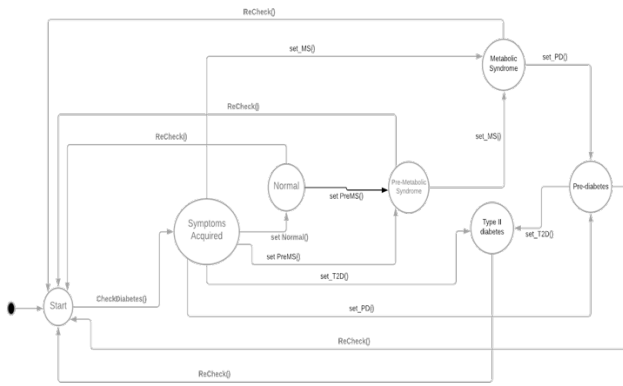 ReCheck()
set_MS()
Metabolic
Syndrome
set_PD()
ReCheck()
ReCheck()
set_MS()
Normal
Pre-Metabolic
Syndrome
Pre-diabetes
set PreMS()
Symptoms
Acquired
Type II
diabetes
set Normal()
set_T2D()
set PreMS()
set_T2D()
CheckDiabetes()
Start
set_PD()
ReCheck()
ReCheck()